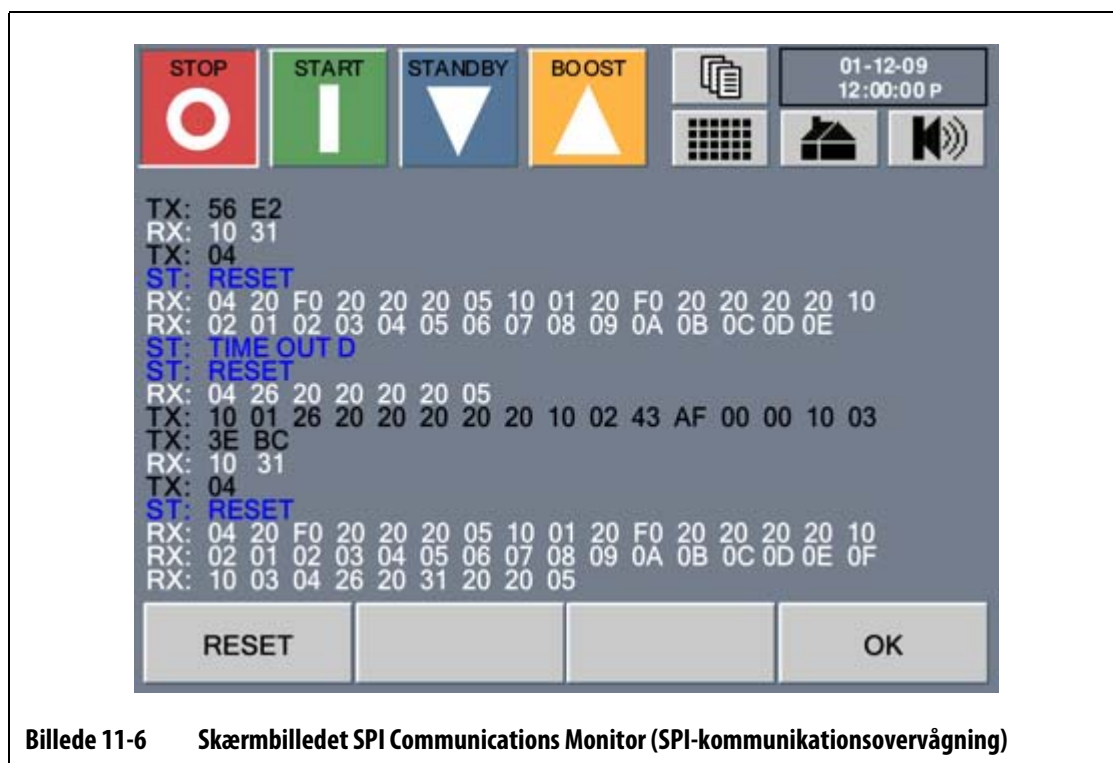 STOP START STANDBY BOOST
01-12-09
12:00:00 P
TX: 56 E2
RX: 10 31
TX: 04
ST: RESET
RX: 04 20 F0 20 20 20 05 10 01 20 F0 20 20 20 20 10
RX: 02 01 02 03 04 05 06 07 08 09 0A 0B 0C 0D 0E
ST: TIME OUT D
ST: RESET
RX: 04 26 20 20 20 20 05
TX: 10 01 26 20 20 20 20 20 10 02 43 AF 00 00 10 03
TX: 3E BC
RX: 10 31
TX: 04
ST: RESET
RX: 04 20 F0 20 20 20 05 10 01 20 F0 20 20 20 20 10
RX: 02 01 02 03 04 05 06 07 08 09 0A 0B 0C 0D 0E 0F
RX: 10 03 04 26 20 31 20 20 05
RESET OK
Billede 11-6 Skærmbilledet SPI Communications Monitor (SPI-kommunikationsovervågning)